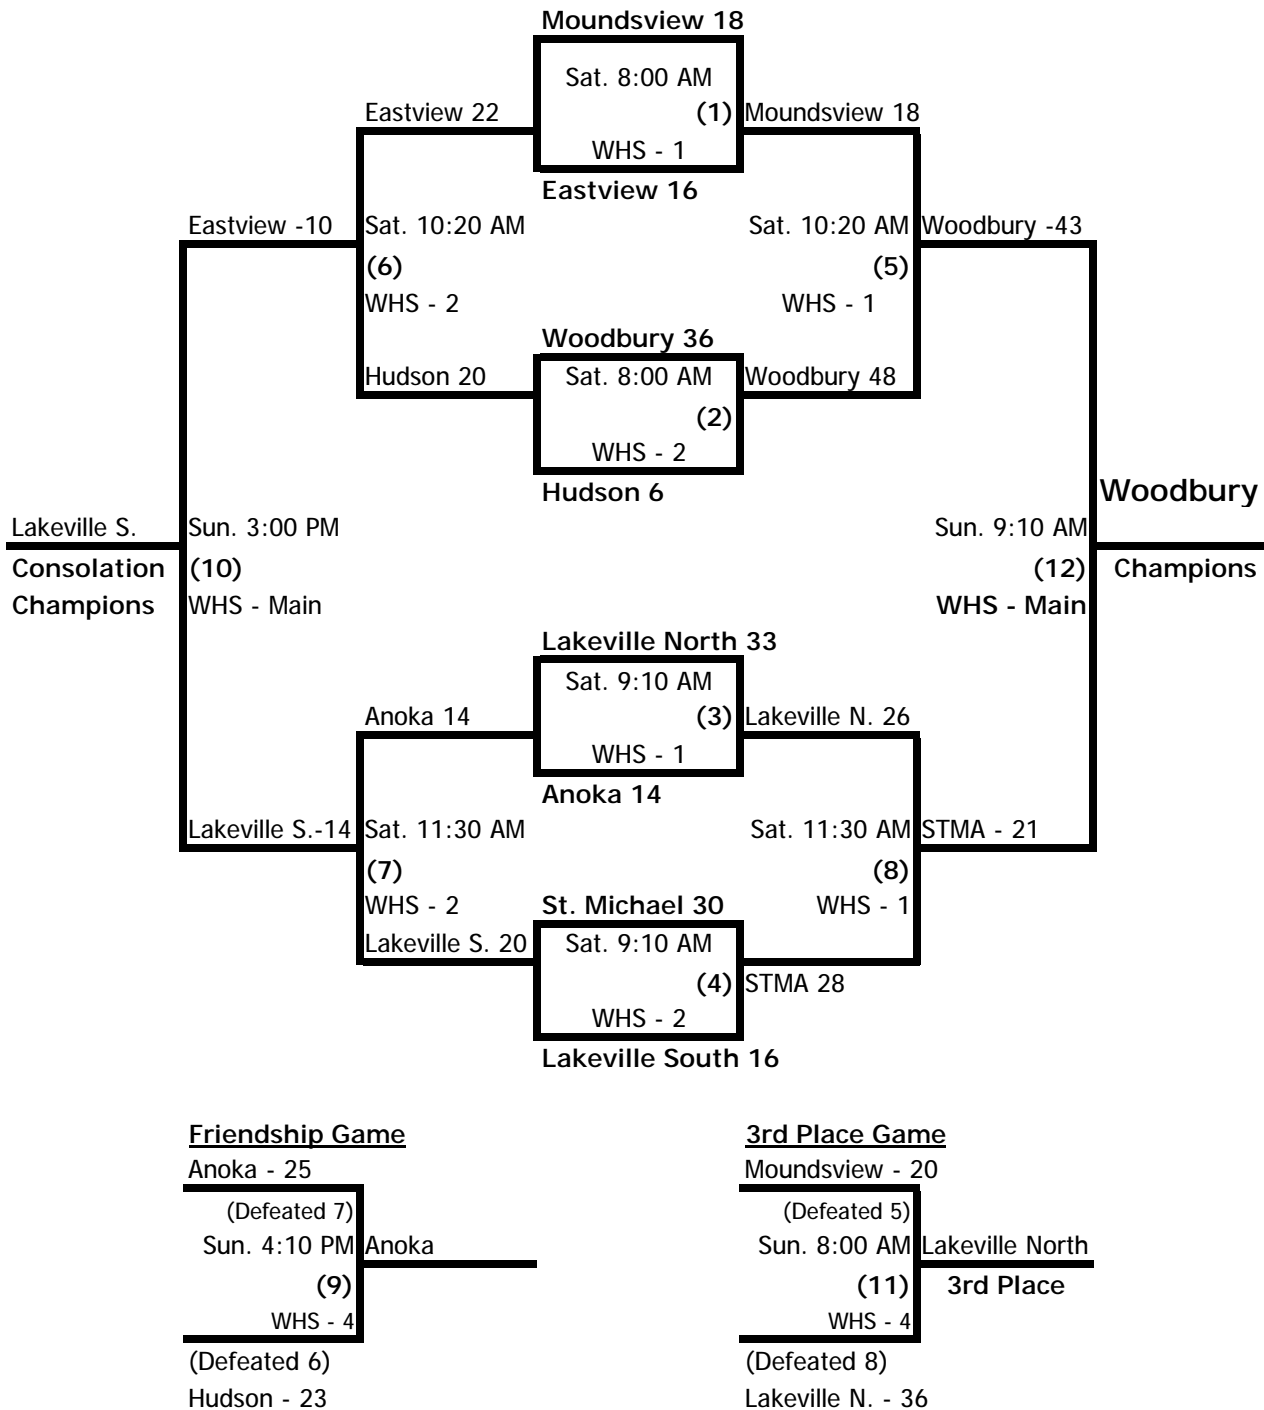 Moundsview 18
Sat. 8:00 AM
Eastview 22
(1)
Moundsview 18
WHS - 1
Eastview 16
Eastview -10
Sat. 10:20 AM
Sat. 10:20 AM
Woodbury -43
(6)
(5)
WHS - 2
WHS - 1
Woodbury 36
Hudson 20
Sat. 8:00 AM
Woodbury 48
(2)
WHS - 2
Hudson 6
Woodbury
Lakeville S.
Sun. 3:00 PM
Sun. 9:10 AM
Consolation
(10)
(12)
Champions
Champions
WHS - Main
WHS - Main
Lakeville North 33
Sat. 9:10 AM
Anoka 14
(3)
Lakeville N. 26
WHS - 1
Anoka 14
Lakeville S.-14
Sat. 11:30 AM
Sat. 11:30 AM
STMA - 21
(7)
(8)
WHS - 2
St. Michael 30
WHS - 1
Lakeville S. 20
Sat. 9:10 AM
(4)
STMA 28
WHS - 2
Lakeville South 16
Friendship Game
Anoka - 25
(Defeated 7)
Sun. 4:10 PM
Anoka
(9)
WHS - 4
(Defeated 6)
Hudson - 23
3rd Place Game
Moundsview - 20
(Defeated 5)
Sun. 8:00 AM
Lakeville North
(11)
3rd Place
WHS - 4
(Defeated 8)
Lakeville N. - 36